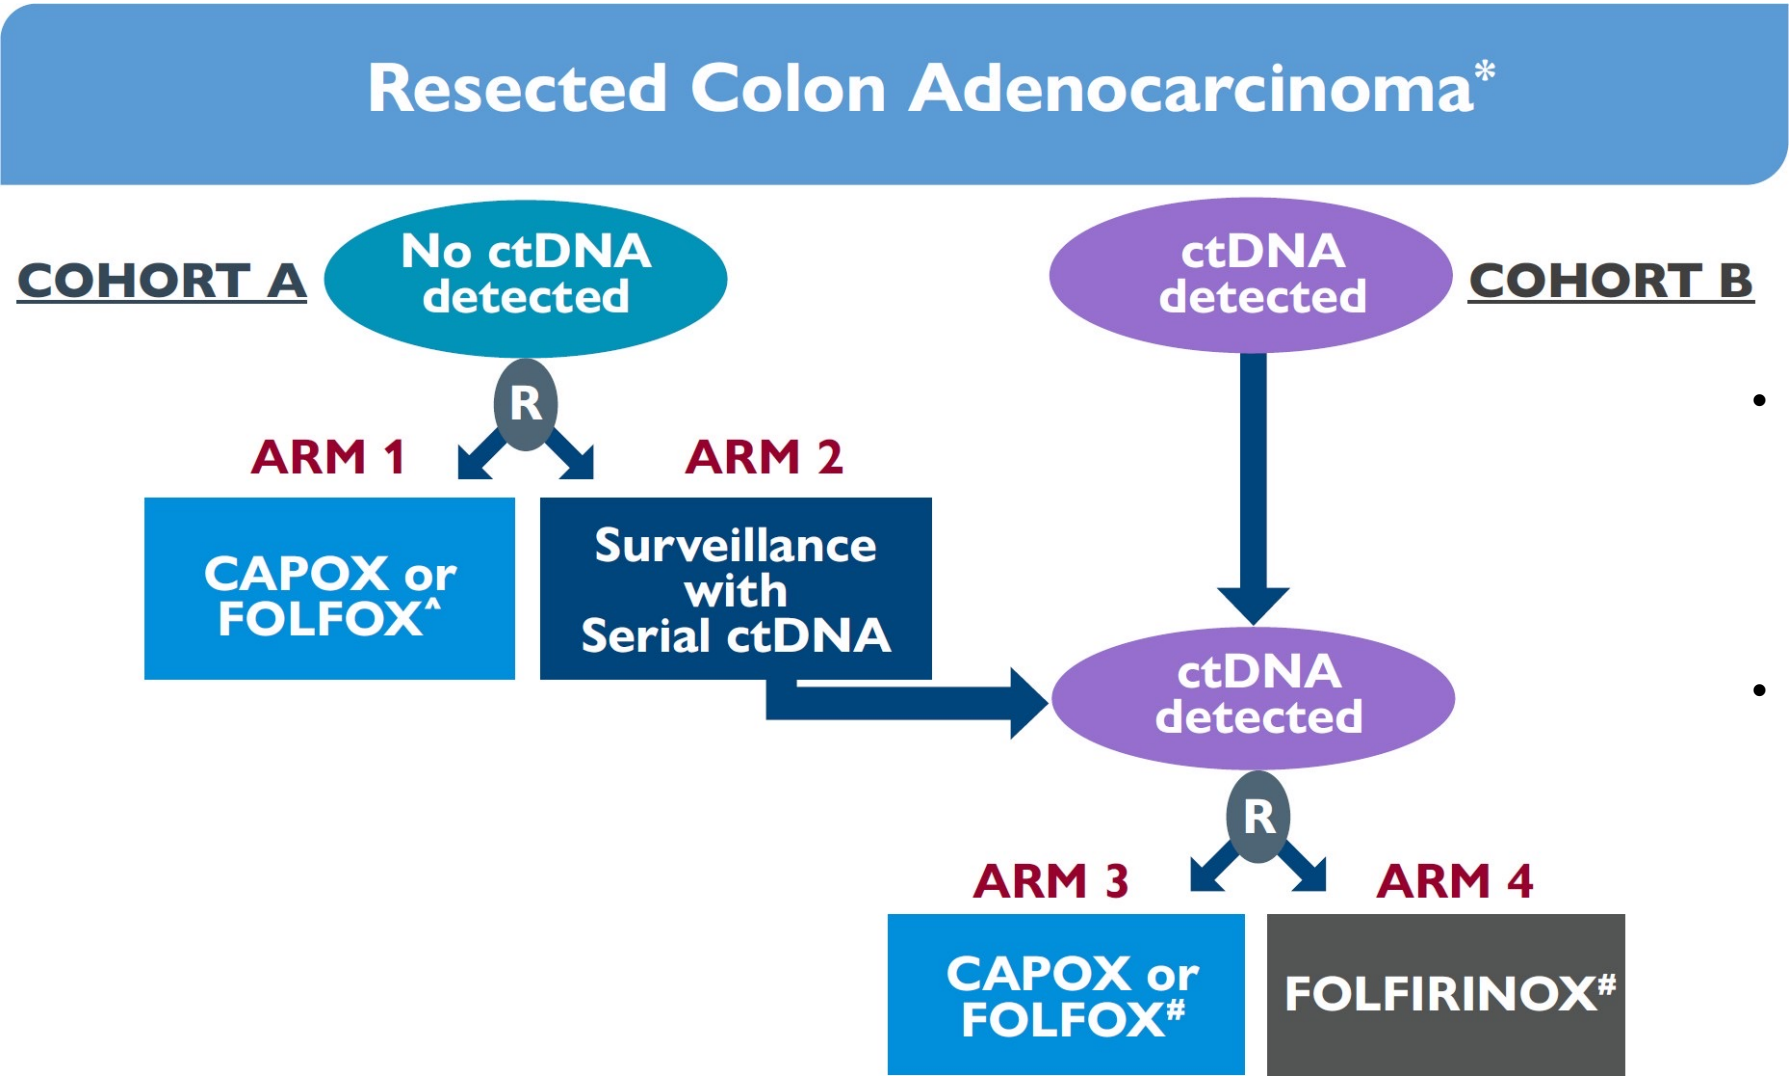 Resected Colon Adenocarcinoma*
COHORT A
No ctDNA
detected
ctDNA
detected
COHORT B
R
ARM 1
ARM 2
CAPOX or
FOLFOX^
Surveillance
with
Serial ctDNA
•
•
ctDNA
detected
R
ARM 3
ARM 4
CAPOX or
FOLFOX#
FOLFIRINOX#